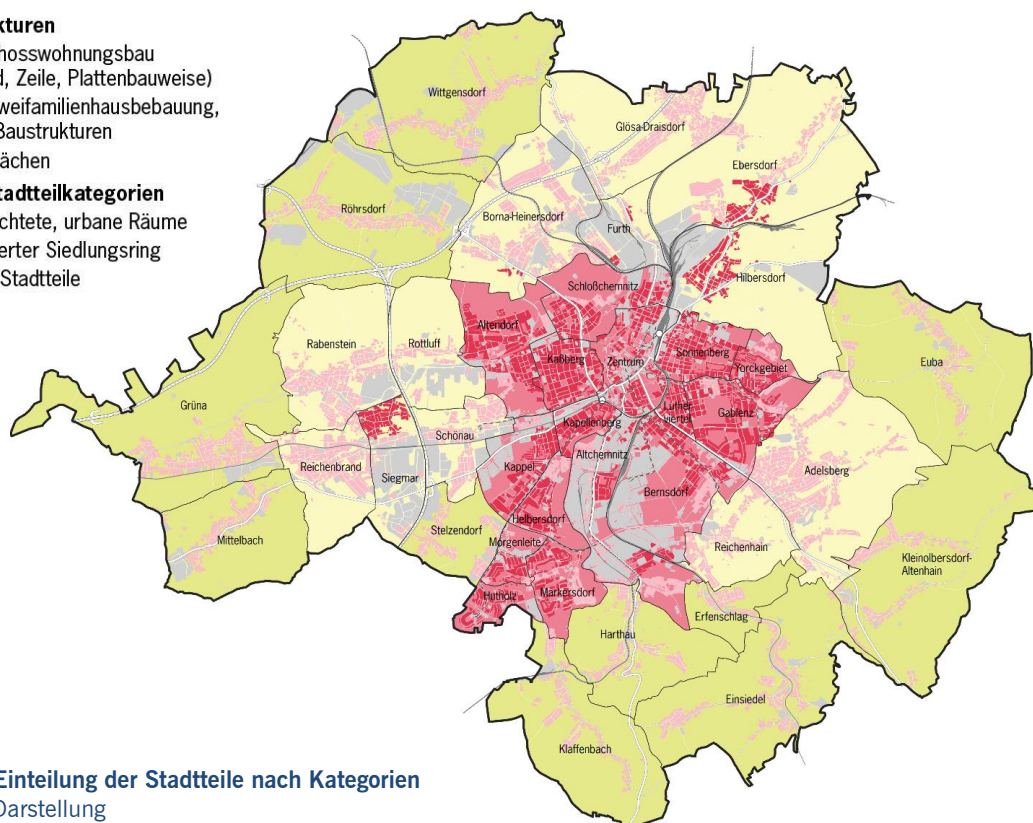 kturen
hosswohnungsbau
d, Zeile, Plattenbauweise)
weifamilienhausbebauung,
Baustrukturen
ächen
tadtteilkategorien
chtete, urbane Räume
erter Siedlungsring
Stadtteile
Wittgensdorf
Glösa-Draisdorf
Ebersdorf
Röhrsdorf
Borna-Heinersdorf
Furth
Hilbersdorf
Schloßchemnitz
Altendorf
Rabenstein
Rottluff
Kaßberg
Zentrum
Sonnenberg
Yorckgebiet
Euba
Grüna
Luther
viertel
Gablenz
Kapellenberg
Schönau
Altchemnitz
Reichenbrand
Kappel
Adelsberg
Siegmar
Bernsdorf
Helbersdorf
Stelzendorf
Mittelbach
Morgenleite
Reichenhain
Kleinolbersdorf-
Altenhain
Hutholz
Markersdorf
Erfenschlag
Harthau
Einsiedel
Klaffenbach
Einteilung der Stadtteile nach Kategorien
Darstellung